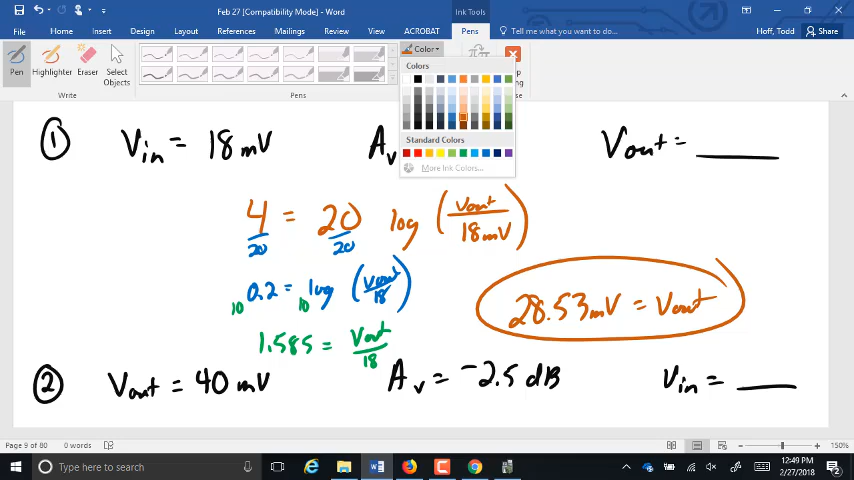 Feb 27 [Compatibility Mode] - Word
Ink Tools
Hoff, Todd
File Home Insert Design Layout References Mailings Review View ACROBAT Pens Tell me what you want to do... Share
Pen Highlighter Eraser Select Objects
Color
Write Pens
Colors
Standard Colors
More Ink Colors...
1 Vin = 18 mV Av Vout =
4/20 = 20/20 log (Vout/18mV)
10 0.2 = 10 log (Vout/18)
28.53mV = Vout
1.585 = Vout/18
2 Vout = 40 mV Av = -2.5 dB Vin =
Page 9 of 80 0 words 150%
Type here to search
12:49 PM
2/27/2018
2